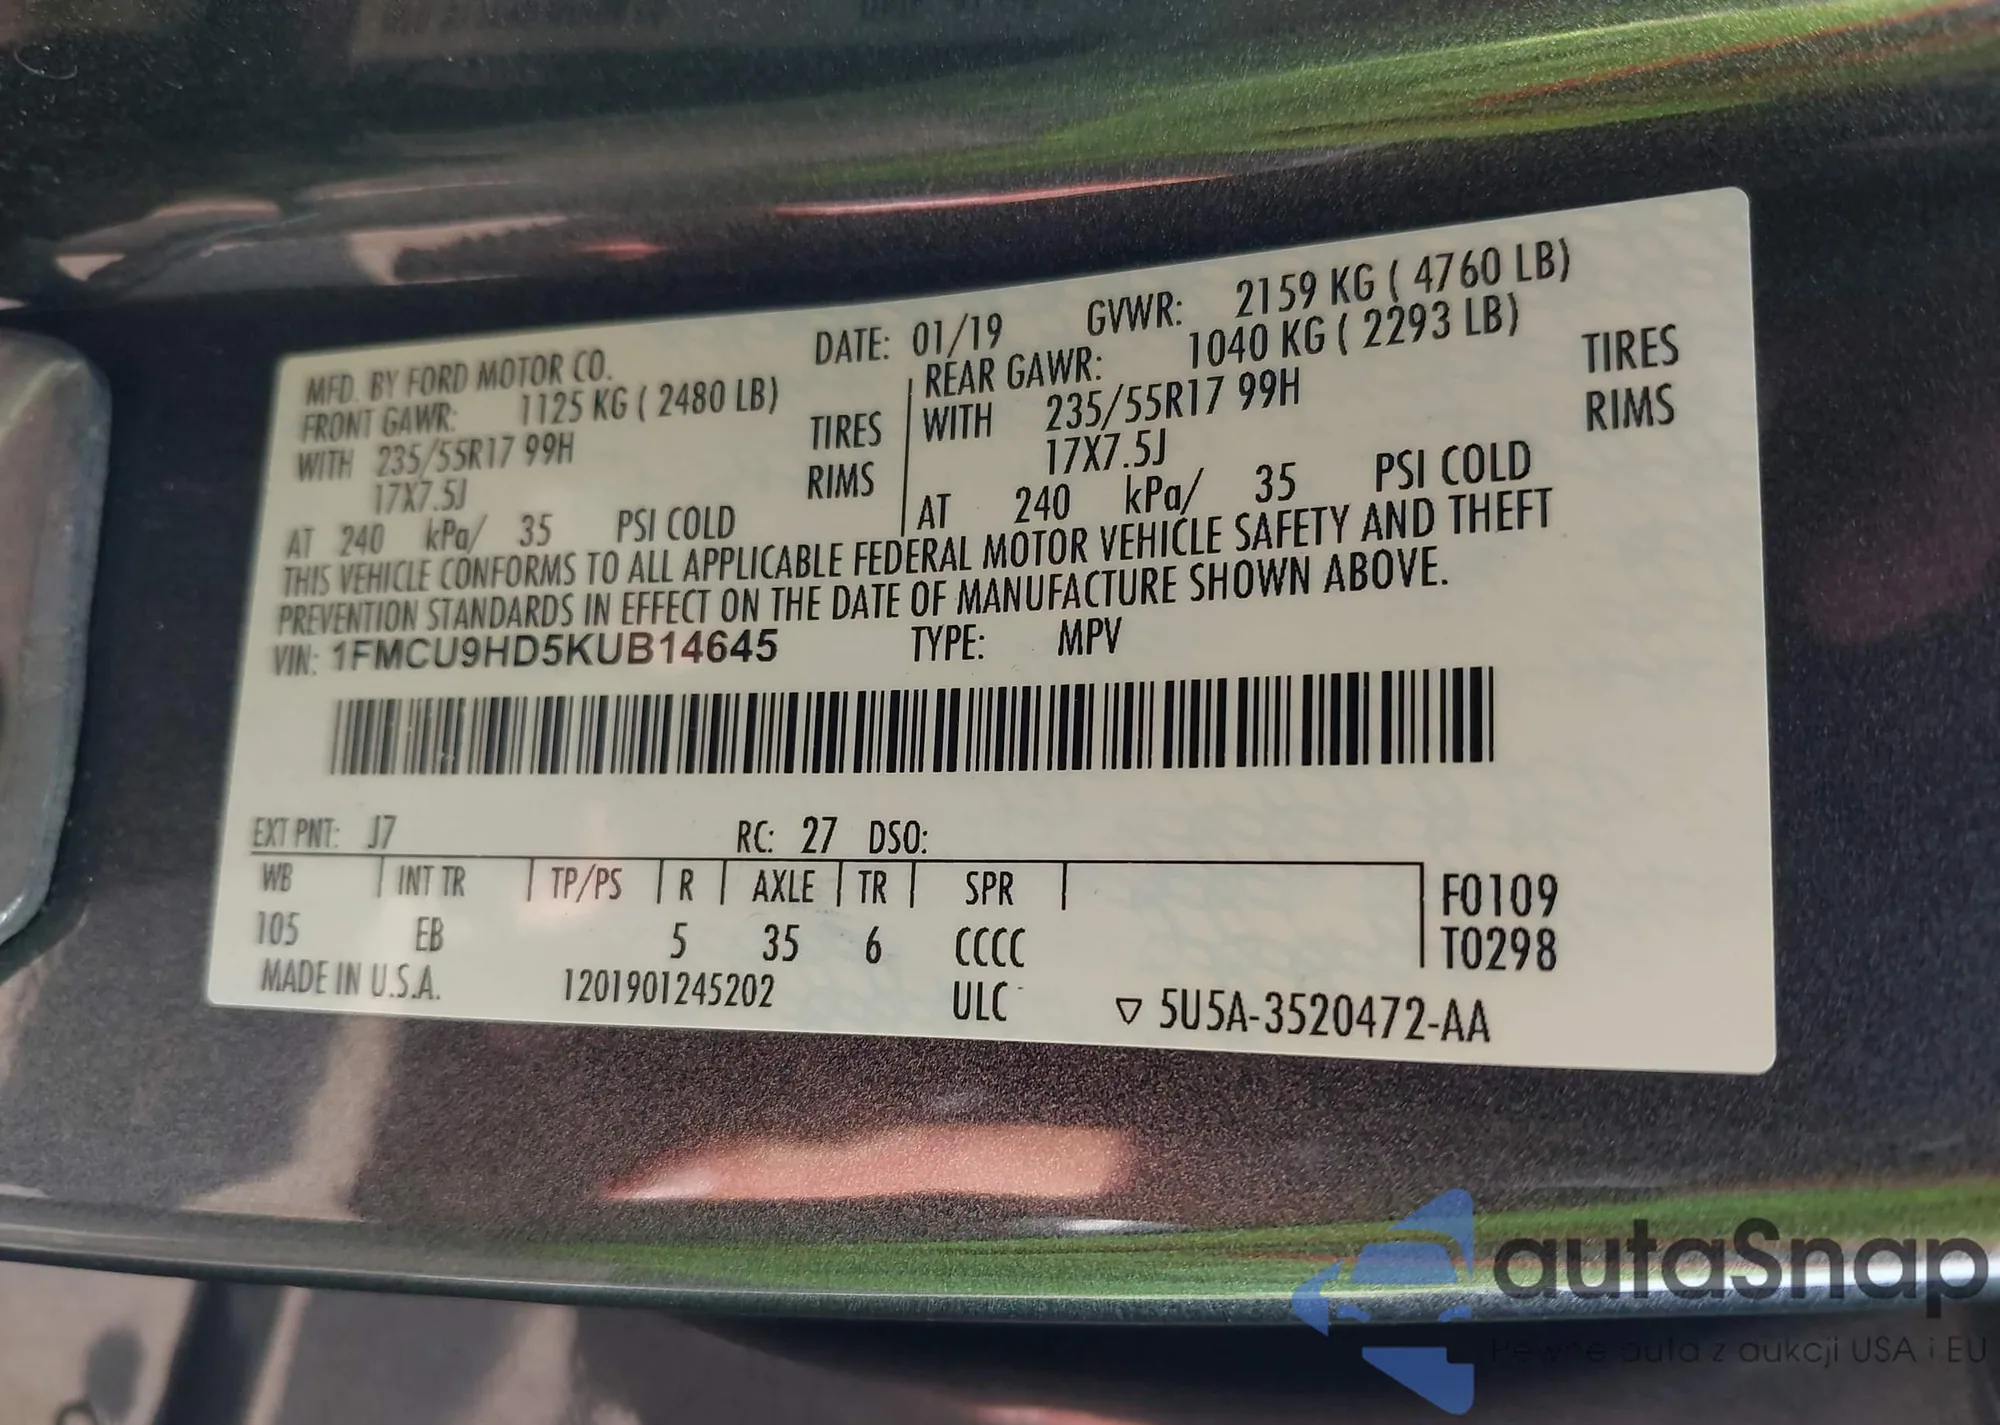 MFD. BY FORD MOTOR CO. DATE: 01/19 GVWR: 2159 KG ( 4760 LB)
FRONT GAWR: 1125 KG ( 2480 LB) REAR GAWR: 1040 KG ( 2293 LB)
WITH 235/55R17 99H TIRES WITH 235/55R17 99H TIRES
17X7.5J RIMS 17X7.5J RIMS
AT 240 kPa/ 35 PSI COLD AT 240 kPa/ 35 PSI COLD
THIS VEHICLE CONFORMS TO ALL APPLICABLE FEDERAL MOTOR VEHICLE SAFETY AND THEFT
PREVENTION STANDARDS IN EFFECT ON THE DATE OF MANUFACTURE SHOWN ABOVE.
VIN: 1FMCU9HD5KUB14645 TYPE: MPV
EXT PNT: J7 RC: 27 DSO:
WB INT TR TP/PS R AXLE TR SPR F0109
105 EB 5 35 6 CCCC T0298
MADE IN U.S.A. 1201901245202 ULC ▽ 5U5A-3520472-AA
autaSnap
Pewne auta z aukcji USA i EU